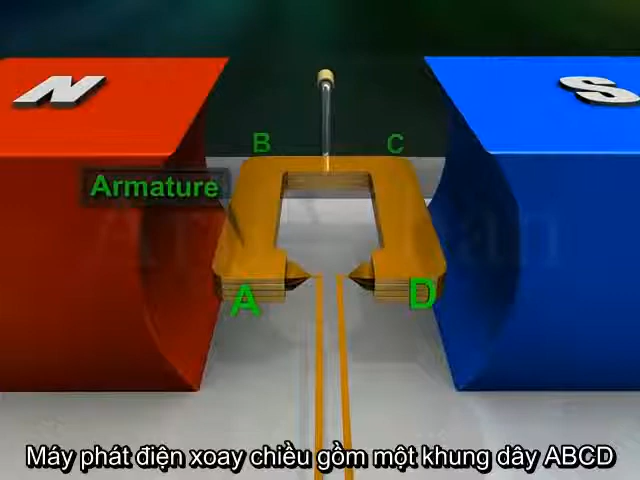 N
S
B
C
Armature
A
D
Máy phát điện xoay chiều gồm một khung dây ABCD